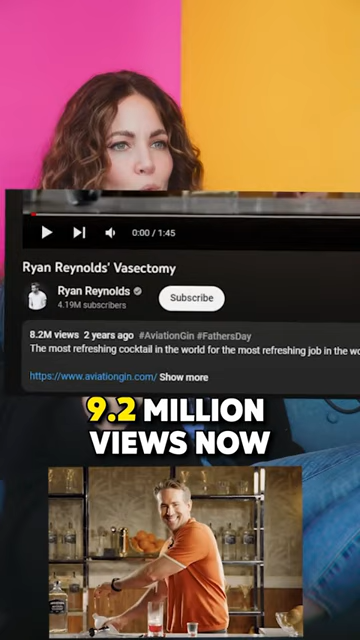 0:00 / 1:45
Ryan Reynolds' Vasectomy
Ryan Reynolds
4.19M subscribers
Subscribe
8.2M views 2 years ago #AviationGin #FathersDay
The most refreshing cocktail in the world for the most refreshing job in the wo
https://www.aviationgin.com/ Show more
9.2 MILLION
VIEWS NOW